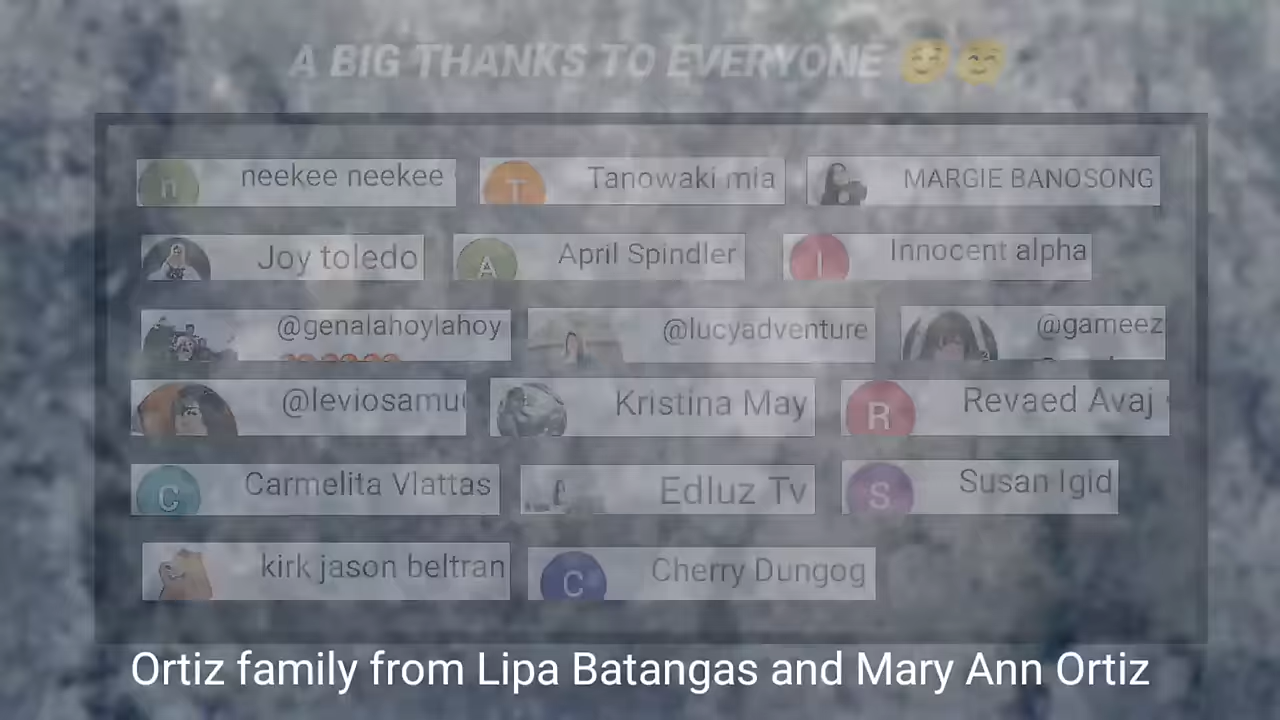 A BIG THANKS TO EVERYONE
n neekee neekee T Tanowaki mia MARGIE BANOSONG
Joy toledo A April Spindler I Innocent alpha
@genalahoylahoy @lucyadventure @gameez
@leviosamu Kristina May R Revaed Avaj
C Carmelita Vlattas Edluz Tv S Susan Igid
kirk jason beltran C Cherry Dungog
Ortiz family from Lipa Batangas and Mary Ann Ortiz